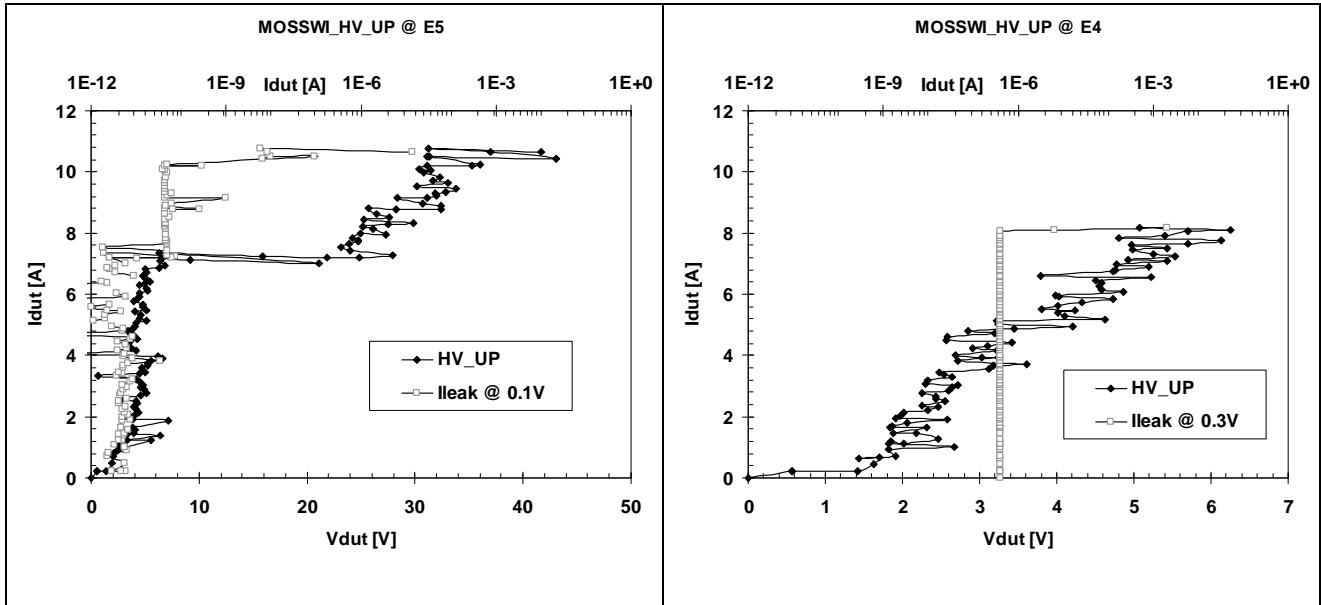 MOSSWI_HV_UP @ E5
1E-12 1E-9 Idut [A] 1E-6 1E-3 1E+0
12
10
8
6
4
2
0
Idut [A]
HV_UP
Ileak @ 0.1V
0 10 20 30 40 50
Vdut [V]
MOSSWI_HV_UP @ E4
1E-12 1E-9 Idut [A] 1E-6 1E-3 1E+0
12
10
8
6
4
2
0
Idut [A]
HV_UP
Ileak @ 0.3V
0 1 2 3 4 5 6 7
Vdut [V]